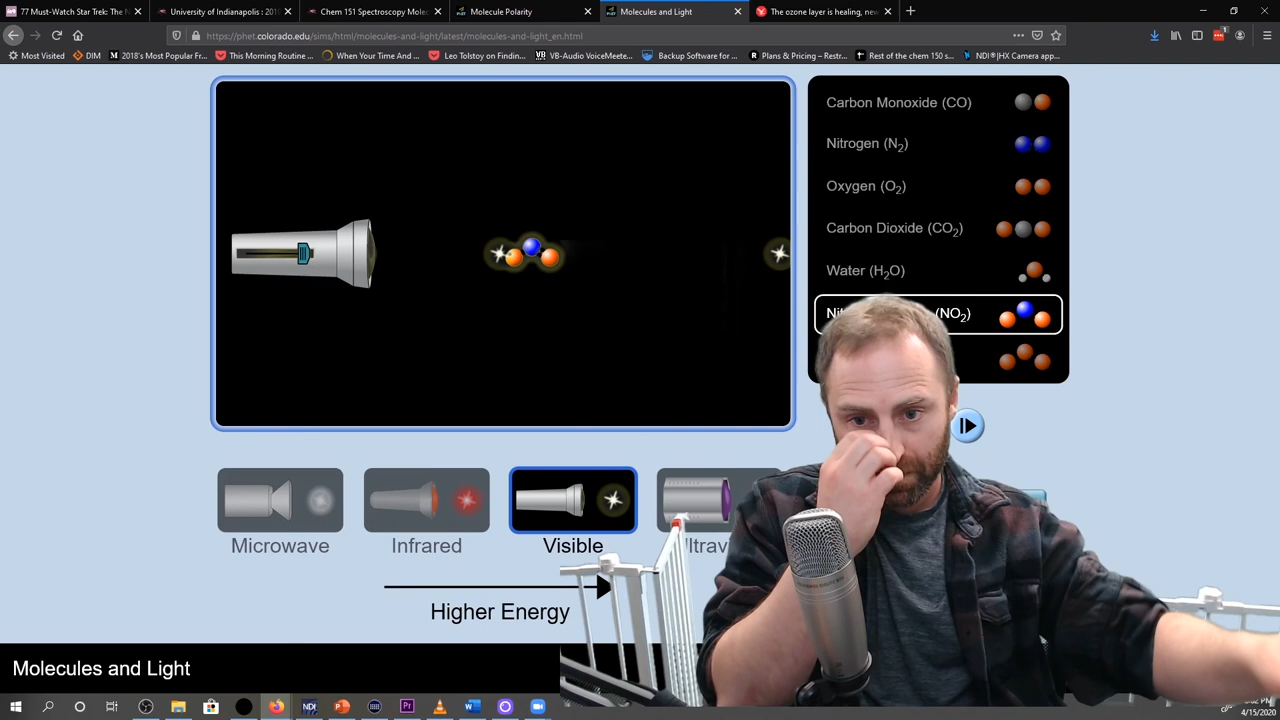 77 Must-Watch Star Trek: The N
University of Indianapolis : 2019
Chem 151 Spectroscopy Molec
Molecule Polarity
Molecules and Light
The ozone layer is healing, new
https://phet.colorado.edu/sims/html/molecules-and-light/latest/molecules-and-light_en.html
Most Visited
DIM
2018's Most Popular Fr...
This Morning Routine ...
When Your Time And ...
Leo Tolstoy on Findin...
VB-Audio VoiceMeete...
Backup Software for ...
Plans & Pricing – Restr...
Rest of the chem 150 s...
NDI®|HX Camera app...
Carbon Monoxide (CO)
Nitrogen (N2)
Oxygen (O2)
Carbon Dioxide (CO2)
Water (H2O)
(NO2)
Microwave
Infrared
Visible
Higher Energy
Molecules and Light
4/15/2020